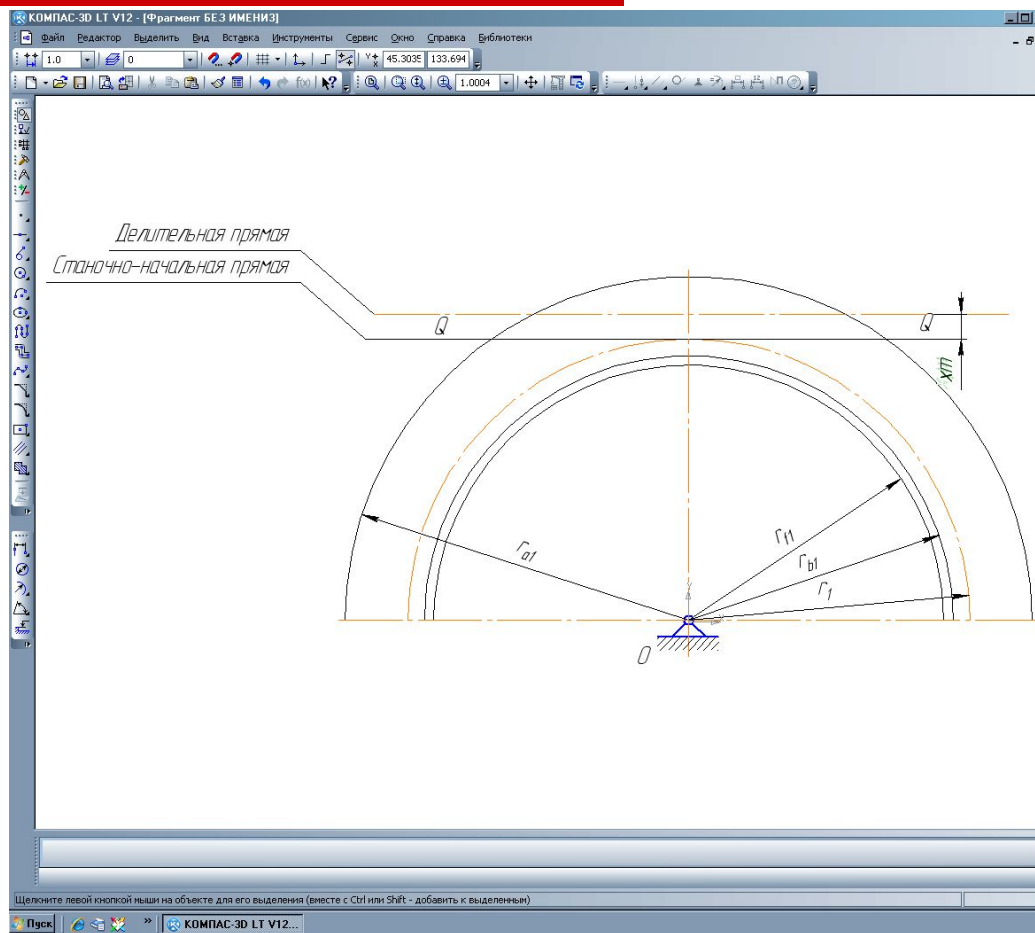 КОМПАС-3D LT V12 - [Фрагмент БЕЗ ИМЕНИ3]
Файл Редактор Выделить Вид Вставка Инструменты Сервис Окно Справка Библиотеки
1.0 0 45.3035 133.694
1.0004
Делительная прямая
Станочно-начальная прямая
Q Q
xm
ra1
rf1
rb1
r1
O
Щелкните левой кнопкой мыши на объекте для его выделения (вместе с Ctrl или Shift - добавить к выделенным)
Пуск » КОМПАС-3D LT V12...